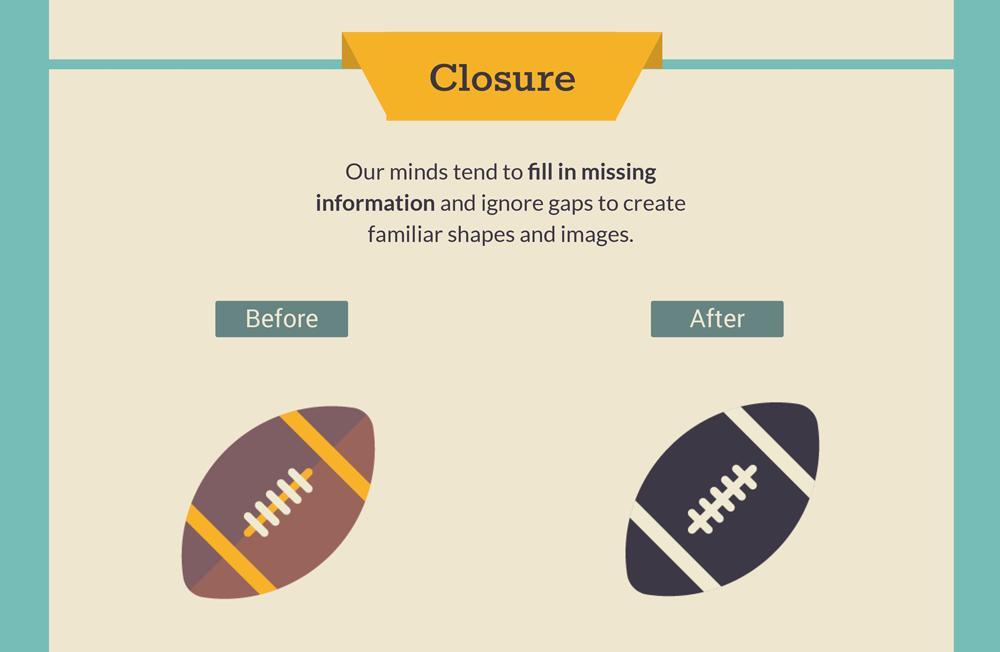 Closure
Our minds tend to fill in missing
information and ignore gaps to create
familiar shapes and images.
Before
After